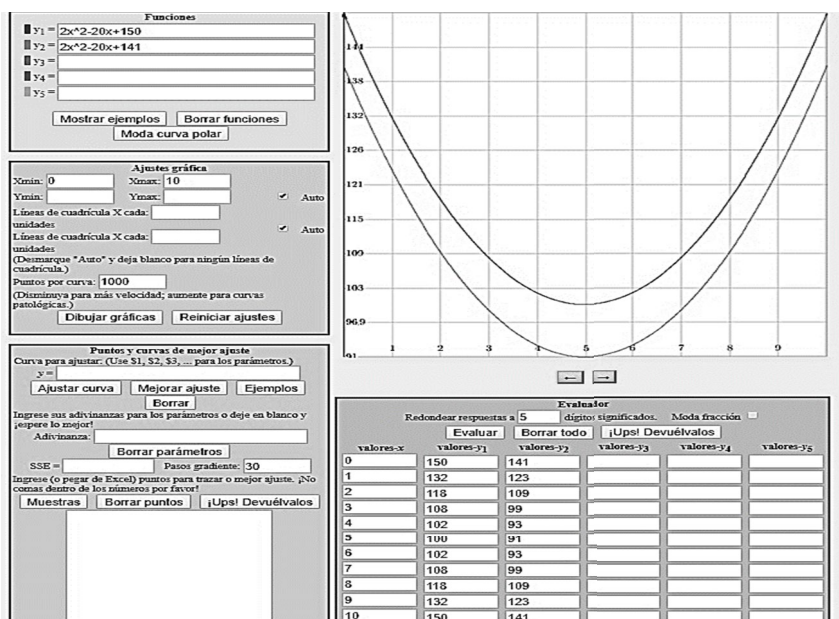 Funciones
y1 = 2x^2-20x+150
y2 = 2x^2-20x+141
y3 =
y4 =
y5 =
Mostrar ejemplos Borrar funciones
Moda curva polar
Ajustes gráfica
Xmin: 0 Xmax: 10
Ymin: Ymax: Auto
Líneas de cuadrícula X cada:
unidades Auto
Líneas de cuadrícula X cada:
unidades
(Desmarque "Auto" y deja blanco para ningún líneas de
cuadrícula.)
Puntos por curva: 1000
(Disminuya para más velocidad; aumente para curvas
patológicas.)
Dibujar gráficas Reiniciar ajustes
Puntos y curvas de mejor ajuste
Curva para ajustar: (Use $1, $2, $3, ... para los parámetros.)
y =
Ajustar curva Mejorar ajuste Ejemplos
Borrar
Ingrese sus adivinanzas para los parámetros o deje en blanco y
¡espere lo mejor!
Adivinanza:
Borrar parámetros
SSE = Pasos gradiente: 30
Ingrese (o pegar de Excel) puntos para trazar o mejor ajuste. ¡No
comas dentro de los números por favor!
Muestras Borrar puntos ¡Ups! Devuélvalos
144
138
132
126
121
115
109
103
96.9
91
1 2 3 4 5 6 7 8 9
← →
Evaluador
Redondear respuestas a 5 dígitos significados. Moda fracción
Evaluar Borrar todo ¡Ups! Devuélvalos
valores-x valores-y1 valores-y2 valores-y3 valores-y4 valores-y5
0 150 141
1 132 123
2 118 109
3 108 99
4 102 93
5 100 91
6 102 93
7 108 99
8 118 109
9 132 123
10 150 141